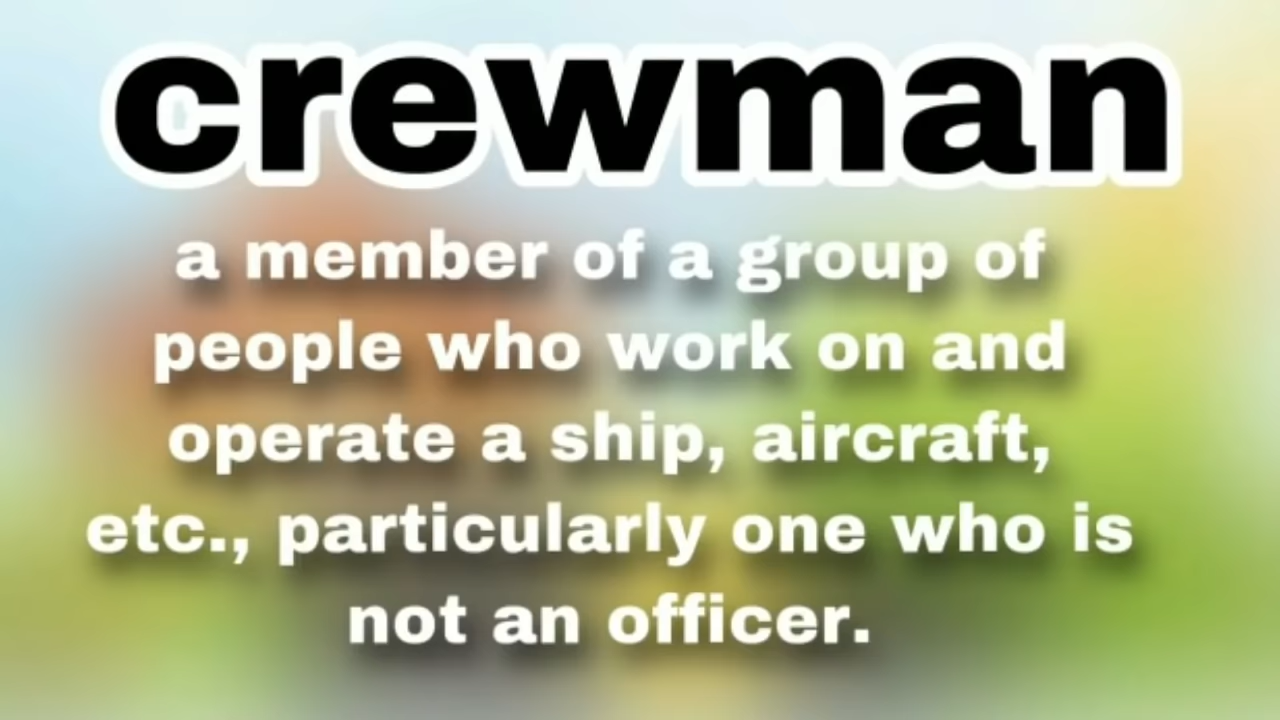 crewman
a member of a group of
people who work on and
operate a ship, aircraft,
etc., particularly one who is
not an officer.